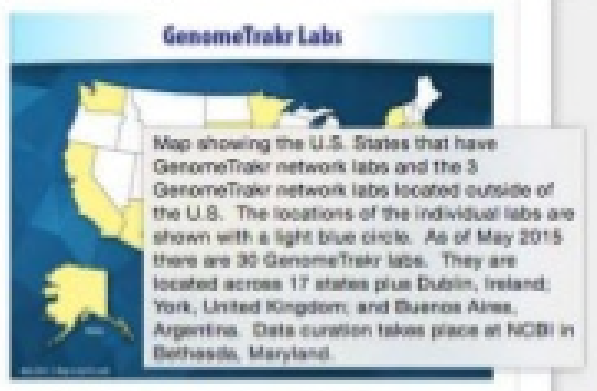 GenomeTrakr Labs
Map showing the U.S. States that have
GenomeTrakr network labs and the 3
GenomeTrakr network labs located outside of
the U.S. The locations of the individual labs are
shown with a light blue circle. As of May 2015
there are 30 GenomeTrakr labs. They are
located across 17 states plus Dublin, Ireland;
York, United Kingdom; and Buenos Aires,
Argentina. Data curation takes place at NCBI in
Bethesda, Maryland.